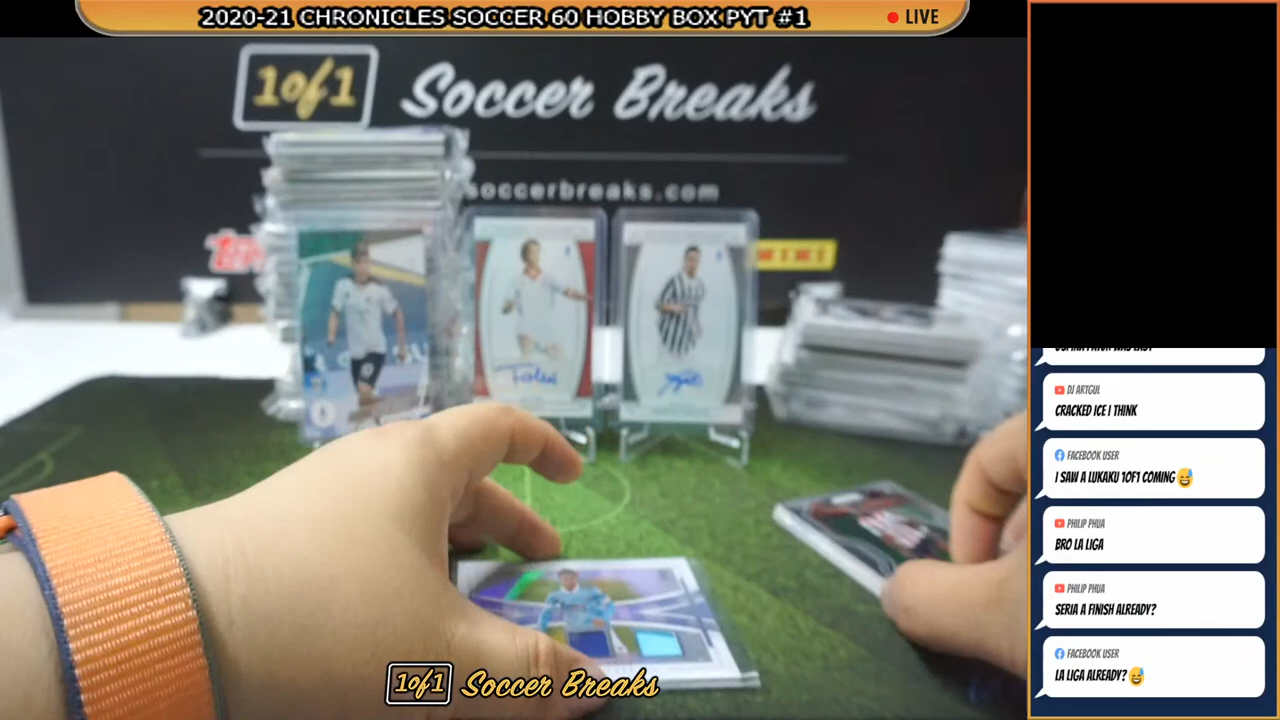 2020-21 CHRONICLES SOCCER 60 HOBBY BOX PYT #1
LIVE
1of1 Soccer Breaks
soccerbreaks.com
DJ ARTGUL
CRACKED ICE I THINK
FACEBOOK USER
I SAW A LUKAKU 1OF1 COMING😅
PHILIP PHUA
BRO LA LIGA
PHILIP PHUA
SERIA A FINISH ALREADY?
FACEBOOK USER
LA LIGA ALREADY?😅
1of1 Soccer Breaks